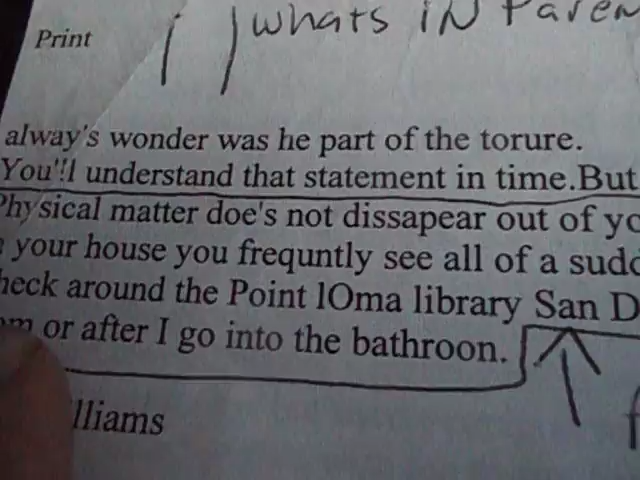 whats iN Paren
Print
alway's wonder was he part of the torure.
You'!l understand that statement in time.But
Physical matter doe's not dissapear out of yo
your house you frequntly see all of a sudd
heck around the Point lOma library San D
or after I go into the bathroon.
lliams